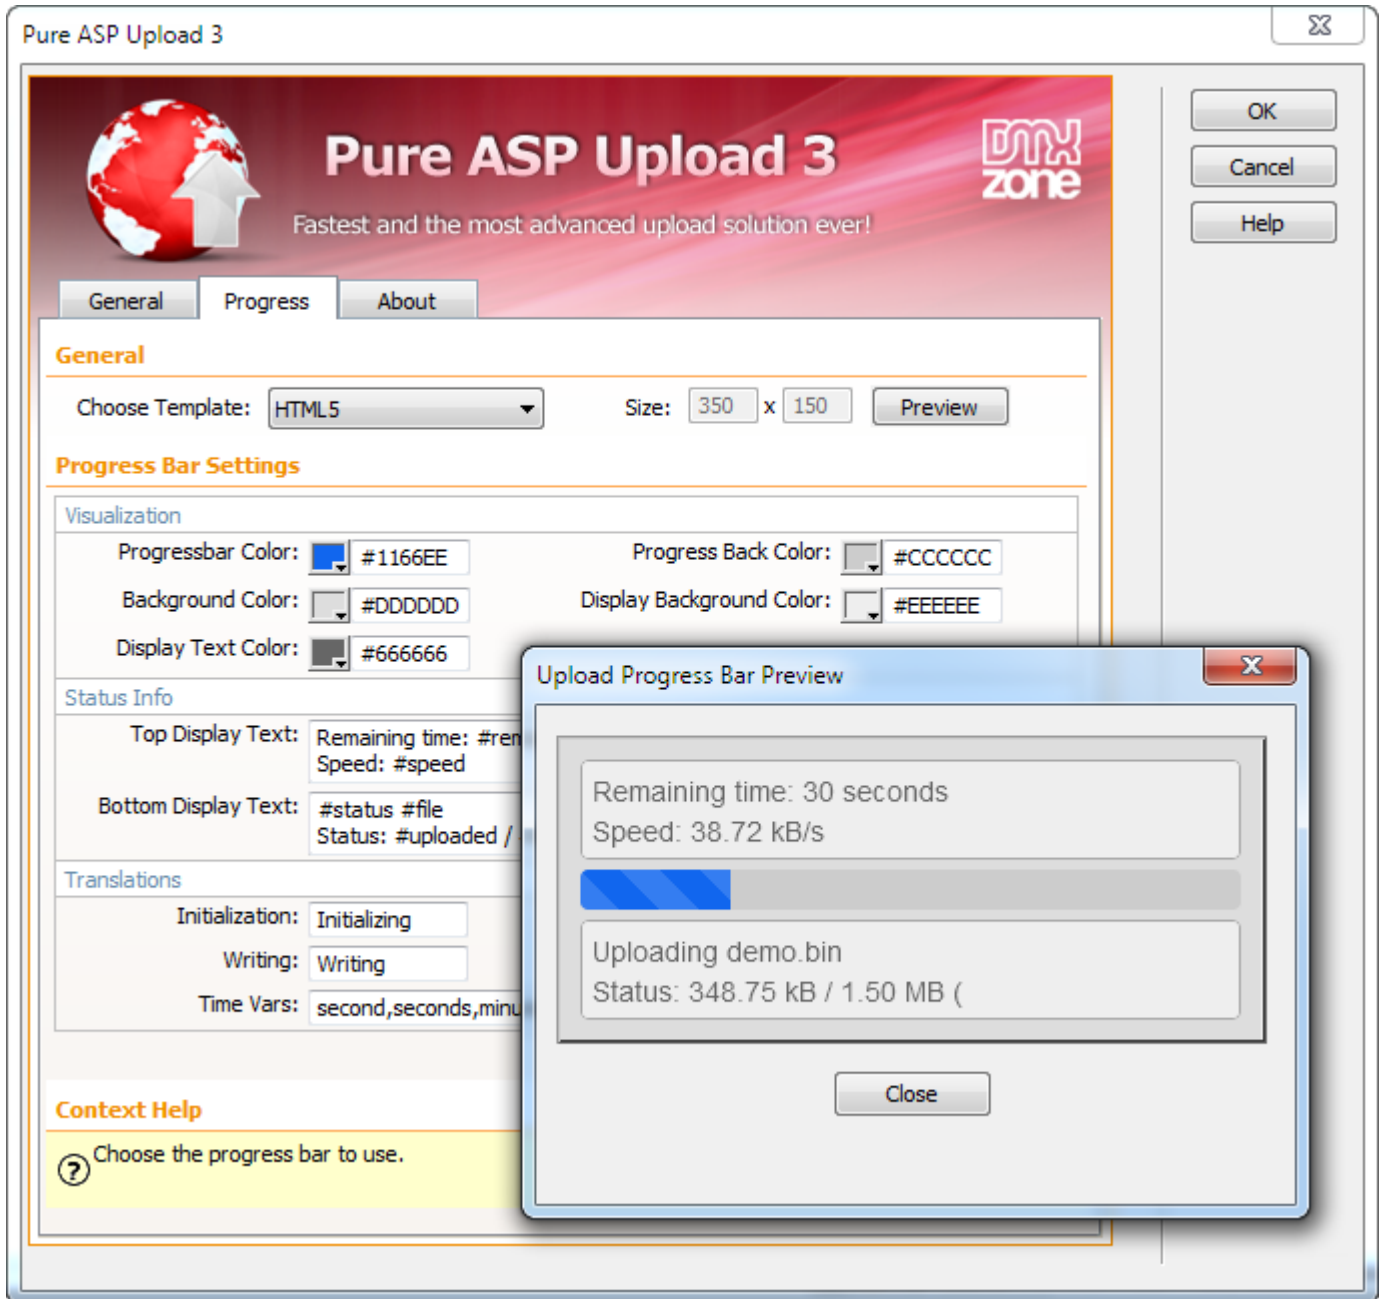 Pure ASP Upload 3
Pure ASP Upload 3
DMX
zone
Fastest and the most advanced upload solution ever!
OK
Cancel
Help
General
Progress
About
General
Choose Template: HTML5 Size: 350 x 150 Preview
Progress Bar Settings
Visualization
Progressbar Color: #1166EE Progress Back Color: #CCCCCC
Background Color: #DDDDDD Display Background Color: #EEEEEE
Display Text Color: #666666
Status Info
Top Display Text: Remaining time: #rem
Speed: #speed
Bottom Display Text: #status #file
Status: #uploaded /
Translations
Initialization: Initializing
Writing: Writing
Time Vars: second,seconds,minu
Context Help
? Choose the progress bar to use.
Upload Progress Bar Preview
Remaining time: 30 seconds
Speed: 38.72 kB/s
Uploading demo.bin
Status: 348.75 kB / 1.50 MB (
Close